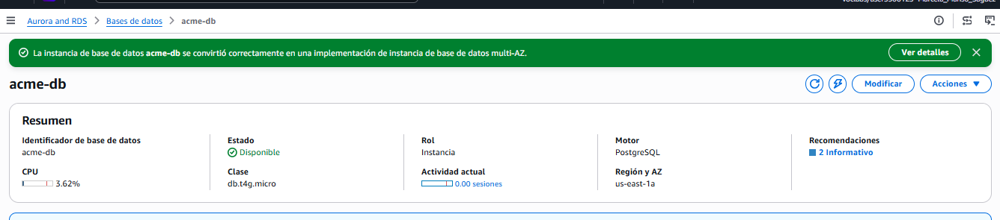 Aurora and RDS > Bases de datos > acme-db
La instancia de base de datos acme-db se convirtió correctamente en una implementación de instancia de base de datos multi-AZ.
Ver detalles
acme-db
Modificar
Acciones
Resumen
Identificador de base de datos
acme-db
Estado
Disponible
Rol
Instancia
Motor
PostgreSQL
Recomendaciones
2 Informativo
CPU
3.62%
Clase
db.t4g.micro
Actividad actual
0.00 sesiones
Región y AZ
us-east-1a